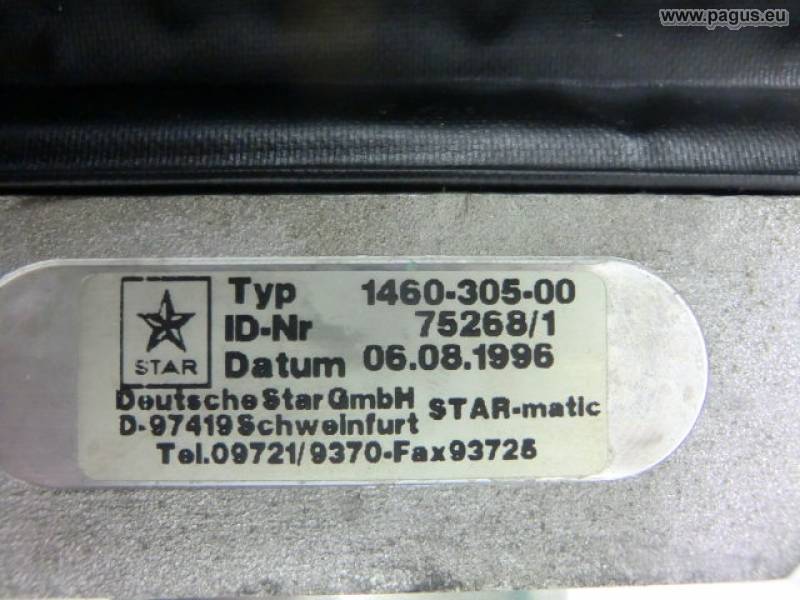 www.pagus.eu
Typ 1460-305-00
ID-Nr 75268/1
Datum 06.08.1996
STAR
Deutsche Star GmbH STAR-matic
D-97419 Schweinfurt
Tel.09721/9370-Fax93725